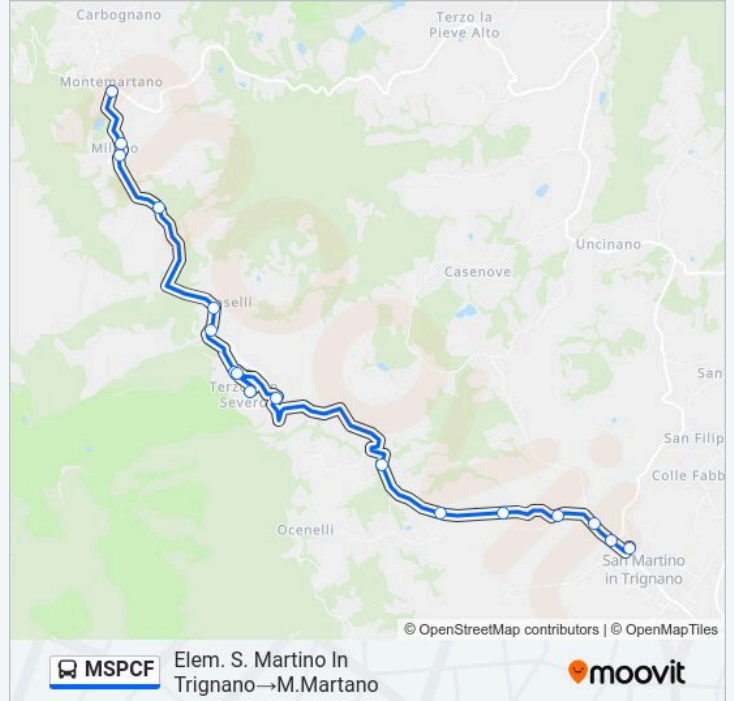 Carbognano
Terzo la
Pieve Alto
Montemartano
Uncinano
Casenove
San
San Filip
Colle Fabb
Ocenelli
San Martino
in Trignano
© OpenStreetMap contributors | © OpenMapTiles
MSPCF
Elem. S. Martino In
Trignano→M.Martano
moovit